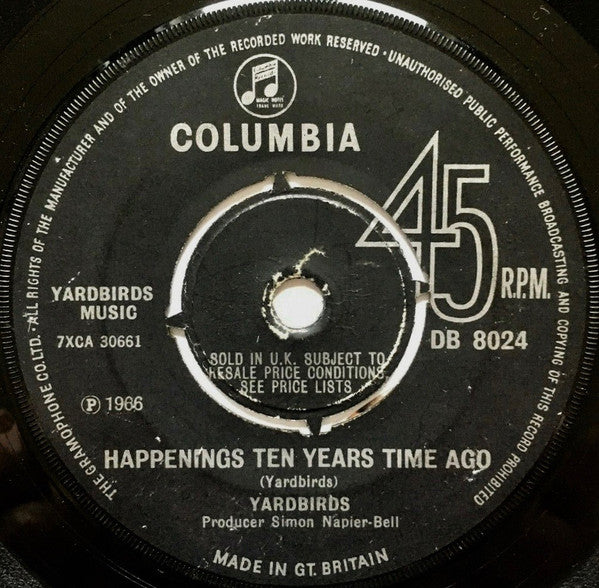 THE GRAMOPHONE CO. LTD. · ALL RIGHTS OF THE MANUFACTURER AND OF THE OWNER OF THE RECORDED WORK RESERVED · UNAUTHORISED PUBLIC PERFORMANCE BROADCASTING AND COPYING OF THIS RECORD PROHIBITED
MAGIC NOTES
TRADE MARK
COLUMBIA
45
R.P.M.
YARDBIRDS
MUSIC
7XCA 30661
DB 8024
SOLD IN U.K. SUBJECT TO
RESALE PRICE CONDITIONS,
SEE PRICE LISTS
Ⓟ 1966
HAPPENINGS TEN YEARS TIME AGO
(Yardbirds)
YARDBIRDS
Producer Simon Napier-Bell
MADE IN GT. BRITAIN